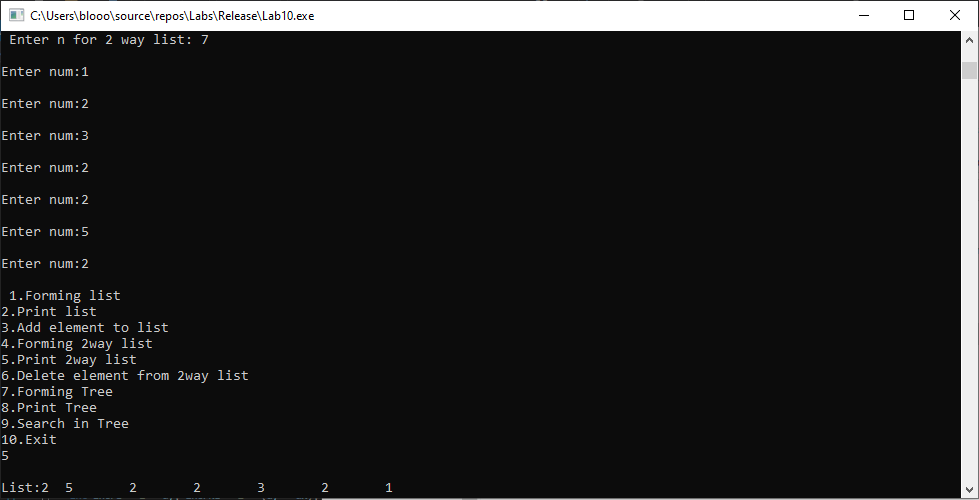 C:\Users\blooo\source\repos\Labs\Release\Lab10.exe
Enter n for 2 way list: 7
Enter num:1
Enter num:2
Enter num:3
Enter num:2
Enter num:2
Enter num:5
Enter num:2
1.Forming list
2.Print list
3.Add element to list
4.Forming 2way list
5.Print 2way list
6.Delete element from 2way list
7.Forming Tree
8.Print Tree
9.Search in Tree
10.Exit
5
List:2  5       2       2       3       2       1